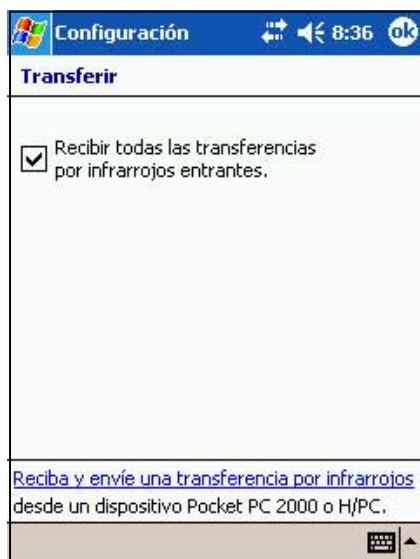 Configuración 8:36 ok
Transferir
Recibir todas las transferencias
por infrarrojos entrantes.
Reciba y envíe una transferencia por infrarrojos
desde un dispositivo Pocket PC 2000 o H/PC.